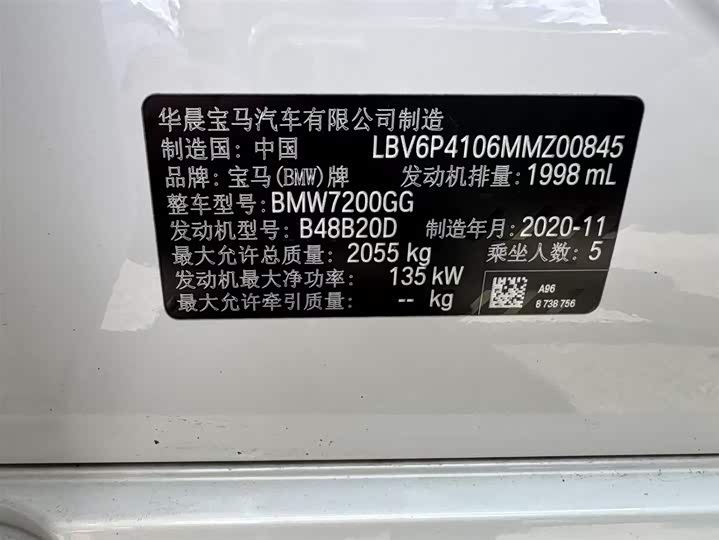 华晨宝马汽车有限公司制造
制造国: 中国 LBV6P4106MMZ00845
品牌: 宝马(BMW)牌 发动机排量: 1998 mL
整车型号: BMW7200GG
发动机型号: B48B20D 制造年月: 2020-11
最大允许总质量: 2055 kg 乘坐人数: 5
发动机最大净功率: 135 kW
最大允许牵引质量: -- kg
A96
8 738 756